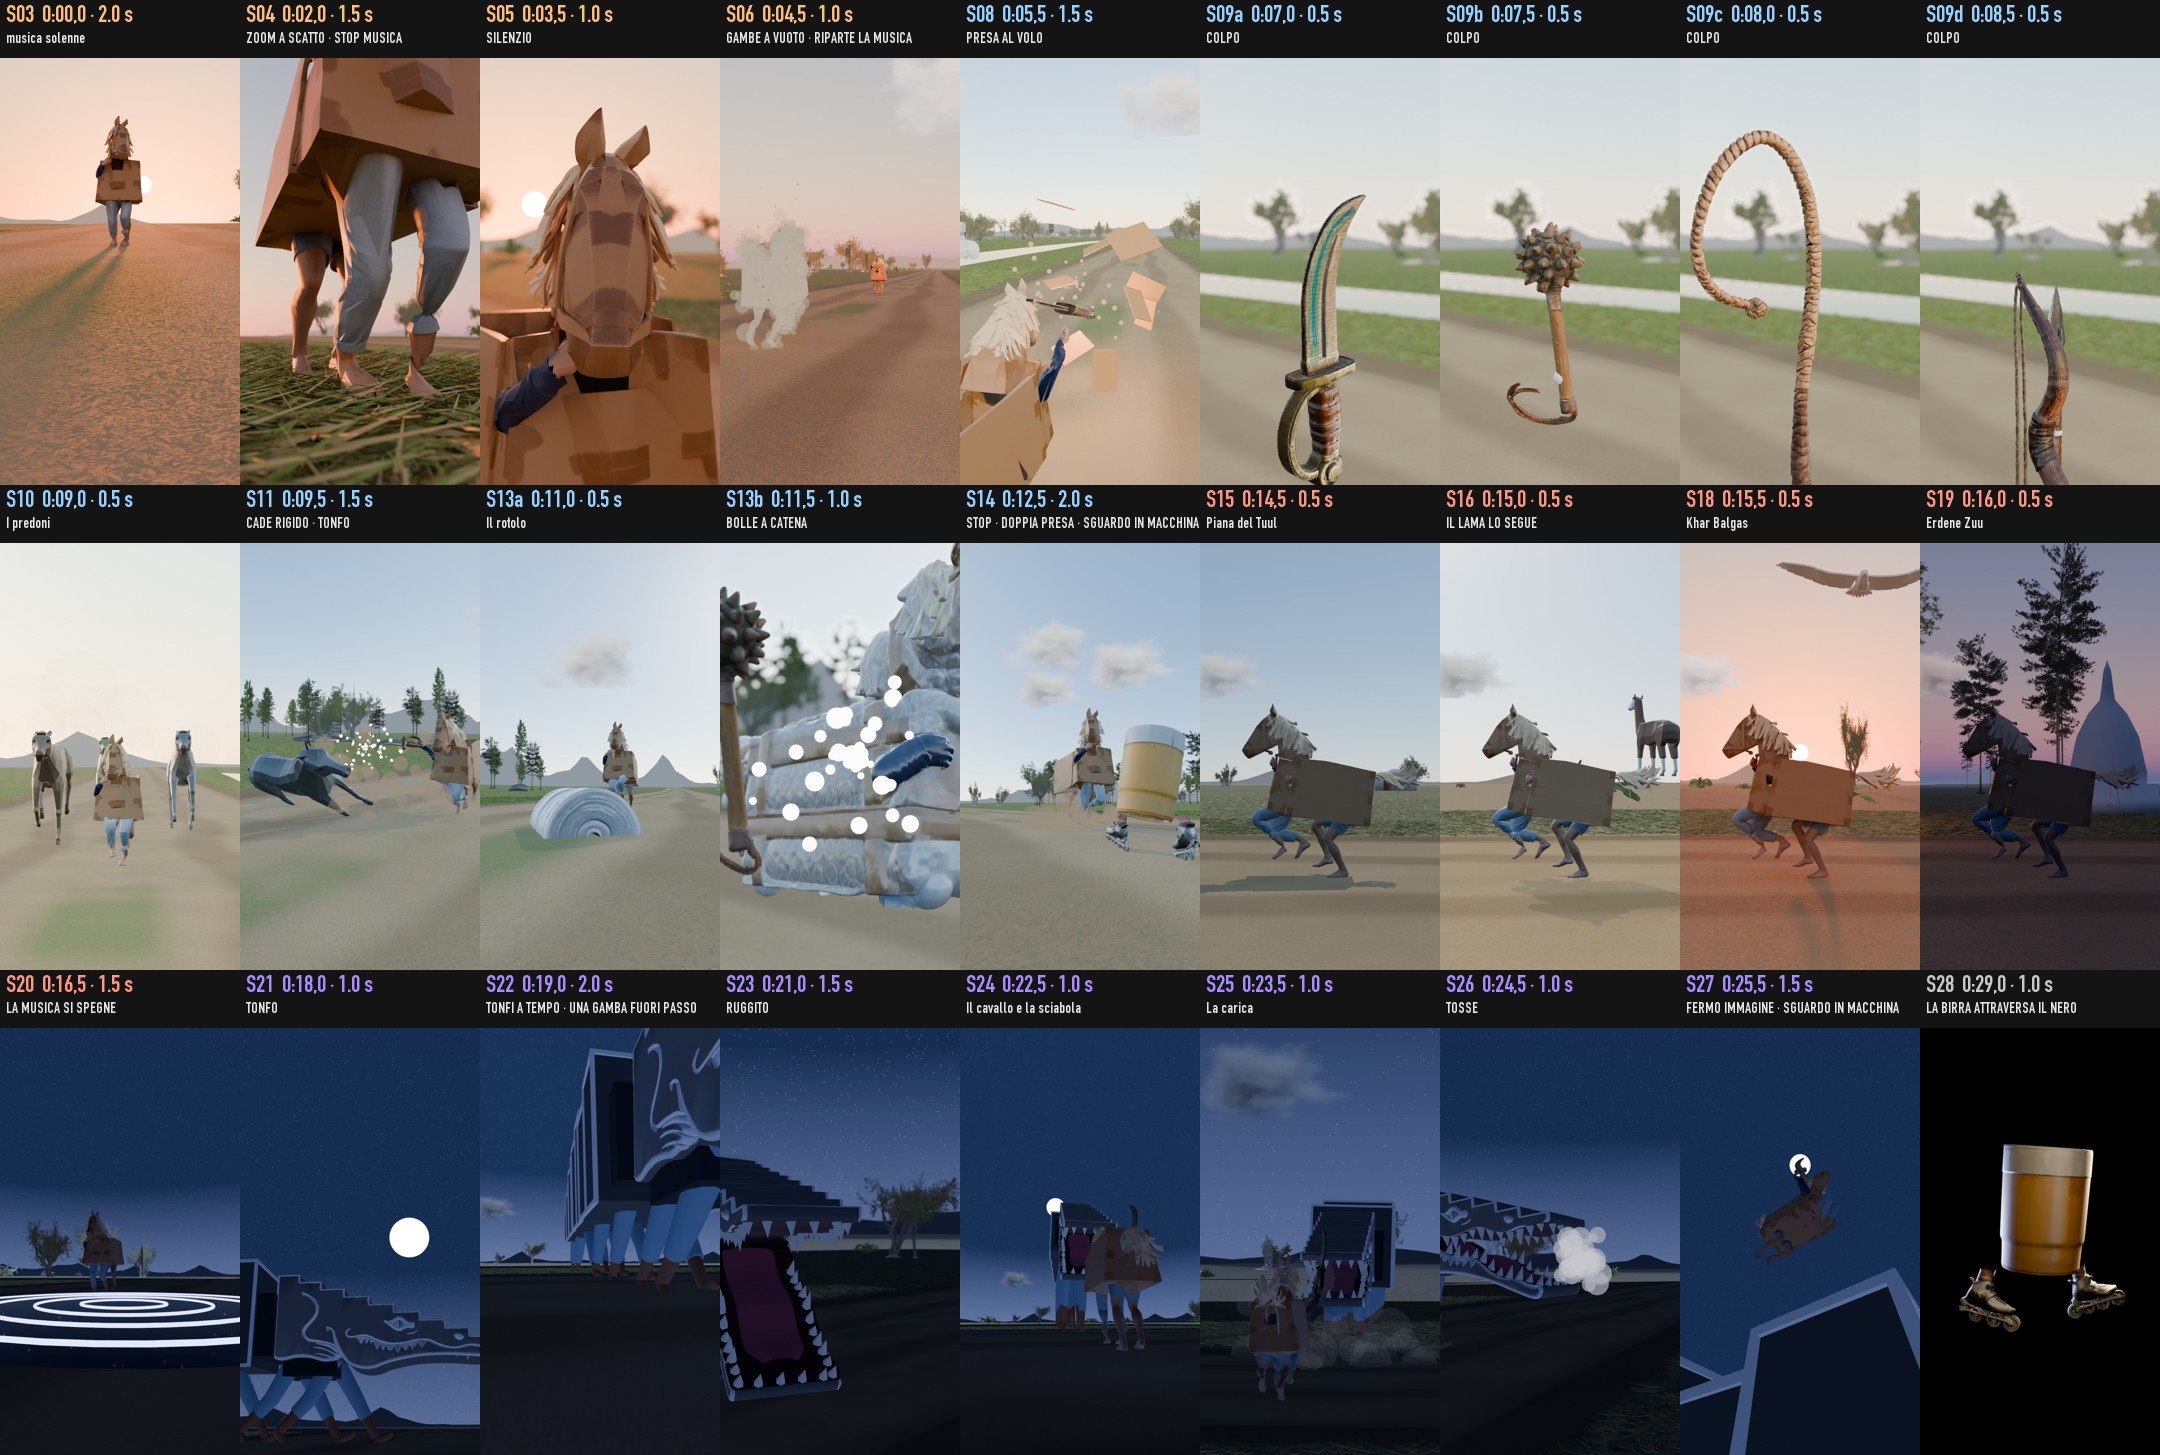 S03 0:00,0 · 2.0 s
musica solenne
S04 0:02,0 · 1.5 s
ZOOM A SCATTO · STOP MUSICA
S05 0:03,5 · 1.0 s
SILENZIO
S06 0:04,5 · 1.0 s
GAMBE A VUOTO · RIPARTE LA MUSICA
S08 0:05,5 · 1.5 s
PRESA AL VOLO
S09a 0:07,0 · 0.5 s
COLPO
S09b 0:07,5 · 0.5 s
COLPO
S09c 0:08,0 · 0.5 s
COLPO
S09d 0:08,5 · 0.5 s
COLPO
S10 0:09,0 · 0.5 s
I predoni
S11 0:09,5 · 1.5 s
CADE RIGIDO · TONFO
S13a 0:11,0 · 0.5 s
Il rotolo
S13b 0:11,5 · 1.0 s
BOLLE A CATENA
S14 0:12,5 · 2.0 s
STOP · DOPPIA PRESA · SGUARDO IN MACCHINA
S15 0:14,5 · 0.5 s
Piana del Tuul
S16 0:15,0 · 0.5 s
IL LAMA LO SEGUE
S18 0:15,5 · 0.5 s
Khar Balgas
S19 0:16,0 · 0.5 s
Erdene Zuu
S20 0:16,5 · 1.5 s
LA MUSICA SI SPEGNE
S21 0:18,0 · 1.0 s
TONFO
S22 0:19,0 · 2.0 s
TONFI A TEMPO · UNA GAMBA FUORI PASSO
S23 0:21,0 · 1.5 s
RUGGITO
S24 0:22,5 · 1.0 s
Il cavallo e la sciabola
S25 0:23,5 · 1.0 s
La carica
S26 0:24,5 · 1.0 s
TOSSE
S27 0:25,5 · 1.5 s
FERMO IMMAGINE · SGUARDO IN MACCHINA
S28 0:29,0 · 1.0 s
LA BIRRA ATTRAVERSA IL NERO